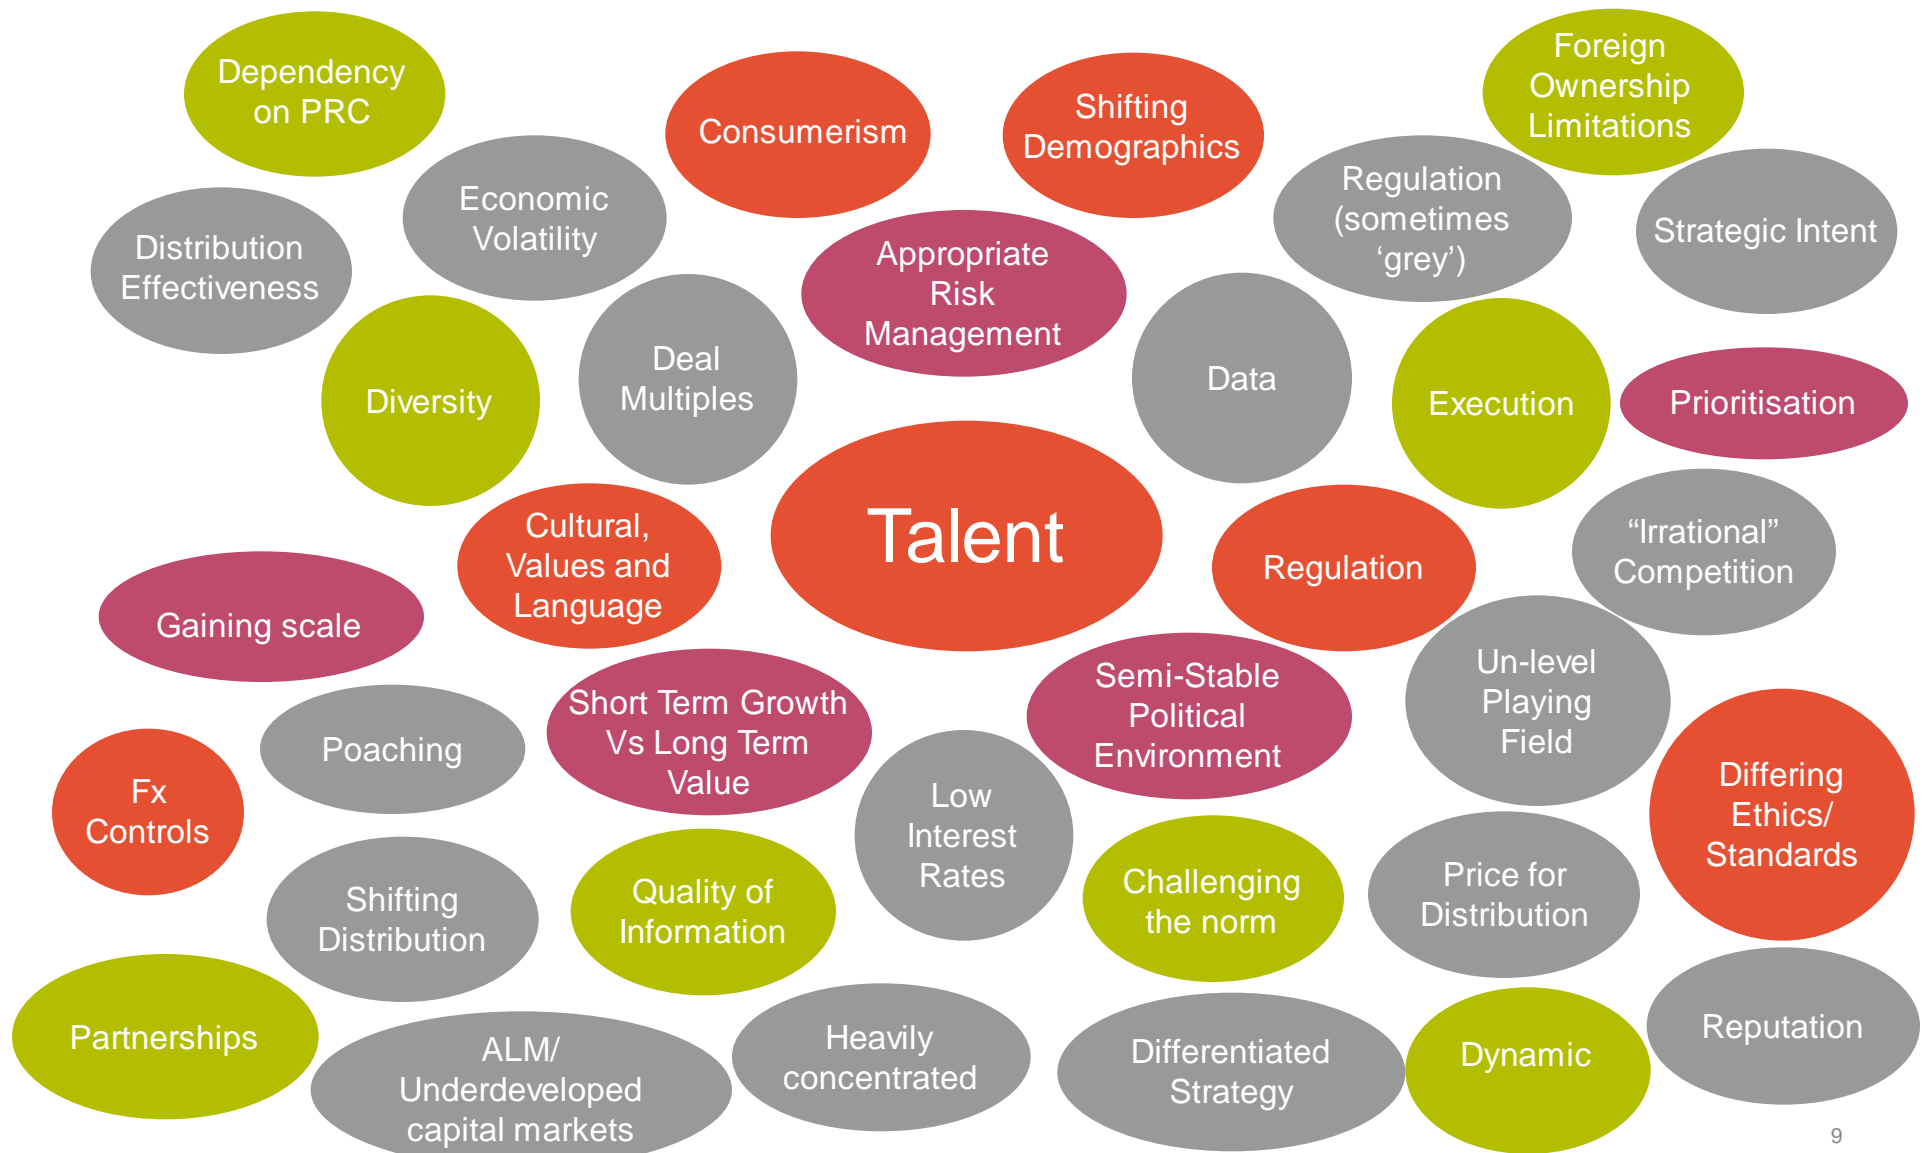 Dependency
on PRC
Consumerism
Shifting
Demographics
Foreign
Ownership
Limitations
Distribution
Effectiveness
Economic
Volatility
Appropriate
Risk
Management
Regulation
(sometimes
‘grey’)
Strategic Intent
Diversity
Deal
Multiples
Data
Execution
Prioritisation
Cultural,
Values and
Language
Talent
Regulation
“Irrational”
Competition
Gaining scale
Poaching
Short Term Growth
Vs Long Term
Value
Semi-Stable
Political
Environment
Un-level
Playing
Field
Fx
Controls
Low
Interest
Rates
Differing
Ethics/
Standards
Shifting
Distribution
Quality of
Information
Challenging
the norm
Price for
Distribution
Partnerships
ALM/
Underdeveloped
capital markets
Heavily
concentrated
Differentiated
Strategy
Dynamic
Reputation
9